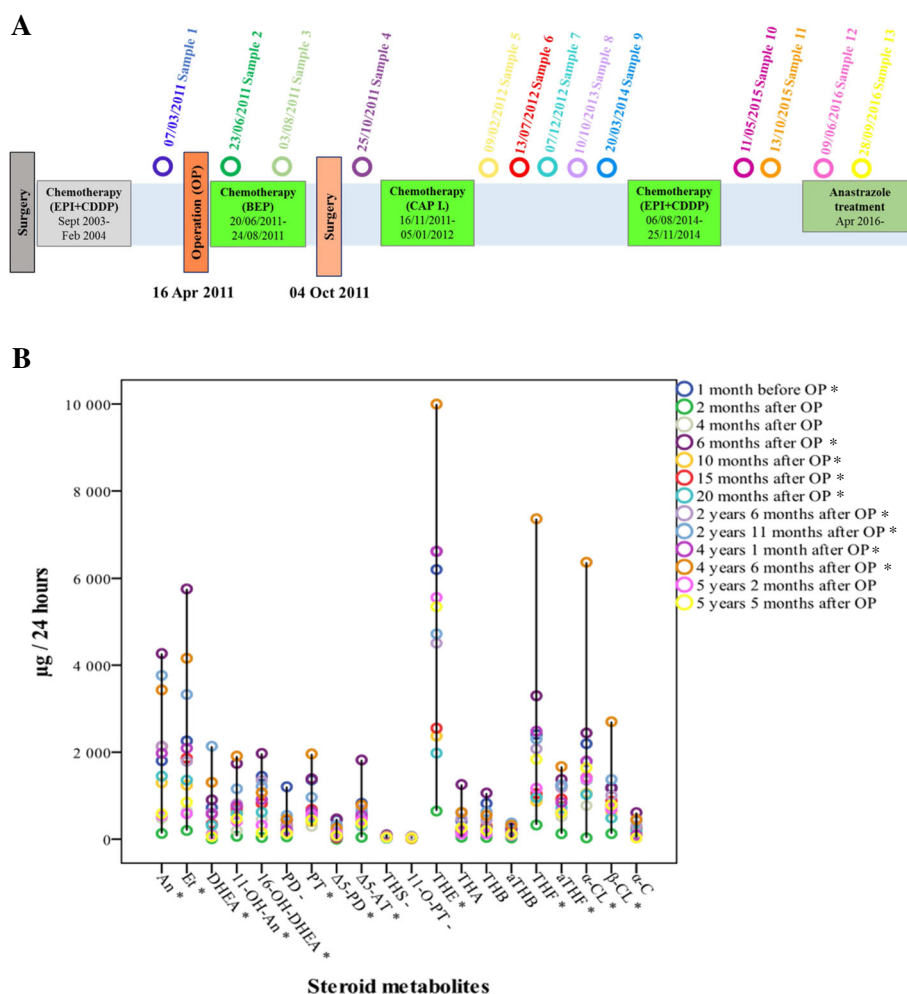 A
07/03/2011 Sample 1
23/06/2011 Sample 2
03/08/2011 Sample 3
25/10/2011 Sample 4
09/02/2012 Sample 5
13/07/2012 Sample 6
07/12/2012 Sample 7
10/10/2013 Sample 8
20/03/2014 Sample 9
11/05/2015 Sample 10
13/10/2015 Sample 11
09/06/2016 Sample 12
28/09/2016 Sample 13
Surgery
Chemotherapy
(EPI+CDDP)
Sept 2003-
Feb 2004
Operation (OP)
Chemotherapy
(BEP)
20/06/2011-
24/08/2011
Surgery
Chemotherapy
(CAP I.)
16/11/2011-
05/01/2012
Chemotherapy
(EPI+CDDP)
06/08/2014-
25/11/2014
Anastrazole
treatment
Apr 2016-
16 Apr 2011
04 Oct 2011
B
µg / 24 hours
10 000
8 000
6 000
4 000
2 000
0
1 month before OP *
2 months after OP
4 months after OP
6 months after OP *
10 months after OP *
15 months after OP *
20 months after OP *
2 years 6 months after OP *
2 years 11 months after OP *
4 years 1 month after OP *
4 years 6 months after OP *
5 years 2 months after OP
5 years 5 months after OP
An *
Et *
DHEA *
11-OH-An *
16-OH-DHEA *
PD -
PT *
Δ5-PD *
Δ5-AT *
THS -
11-O-PT -
THE *
THA
THB
aTHB
THF *
aTHF *
α-CL *
β-CL *
α-C
Steroid metabolites